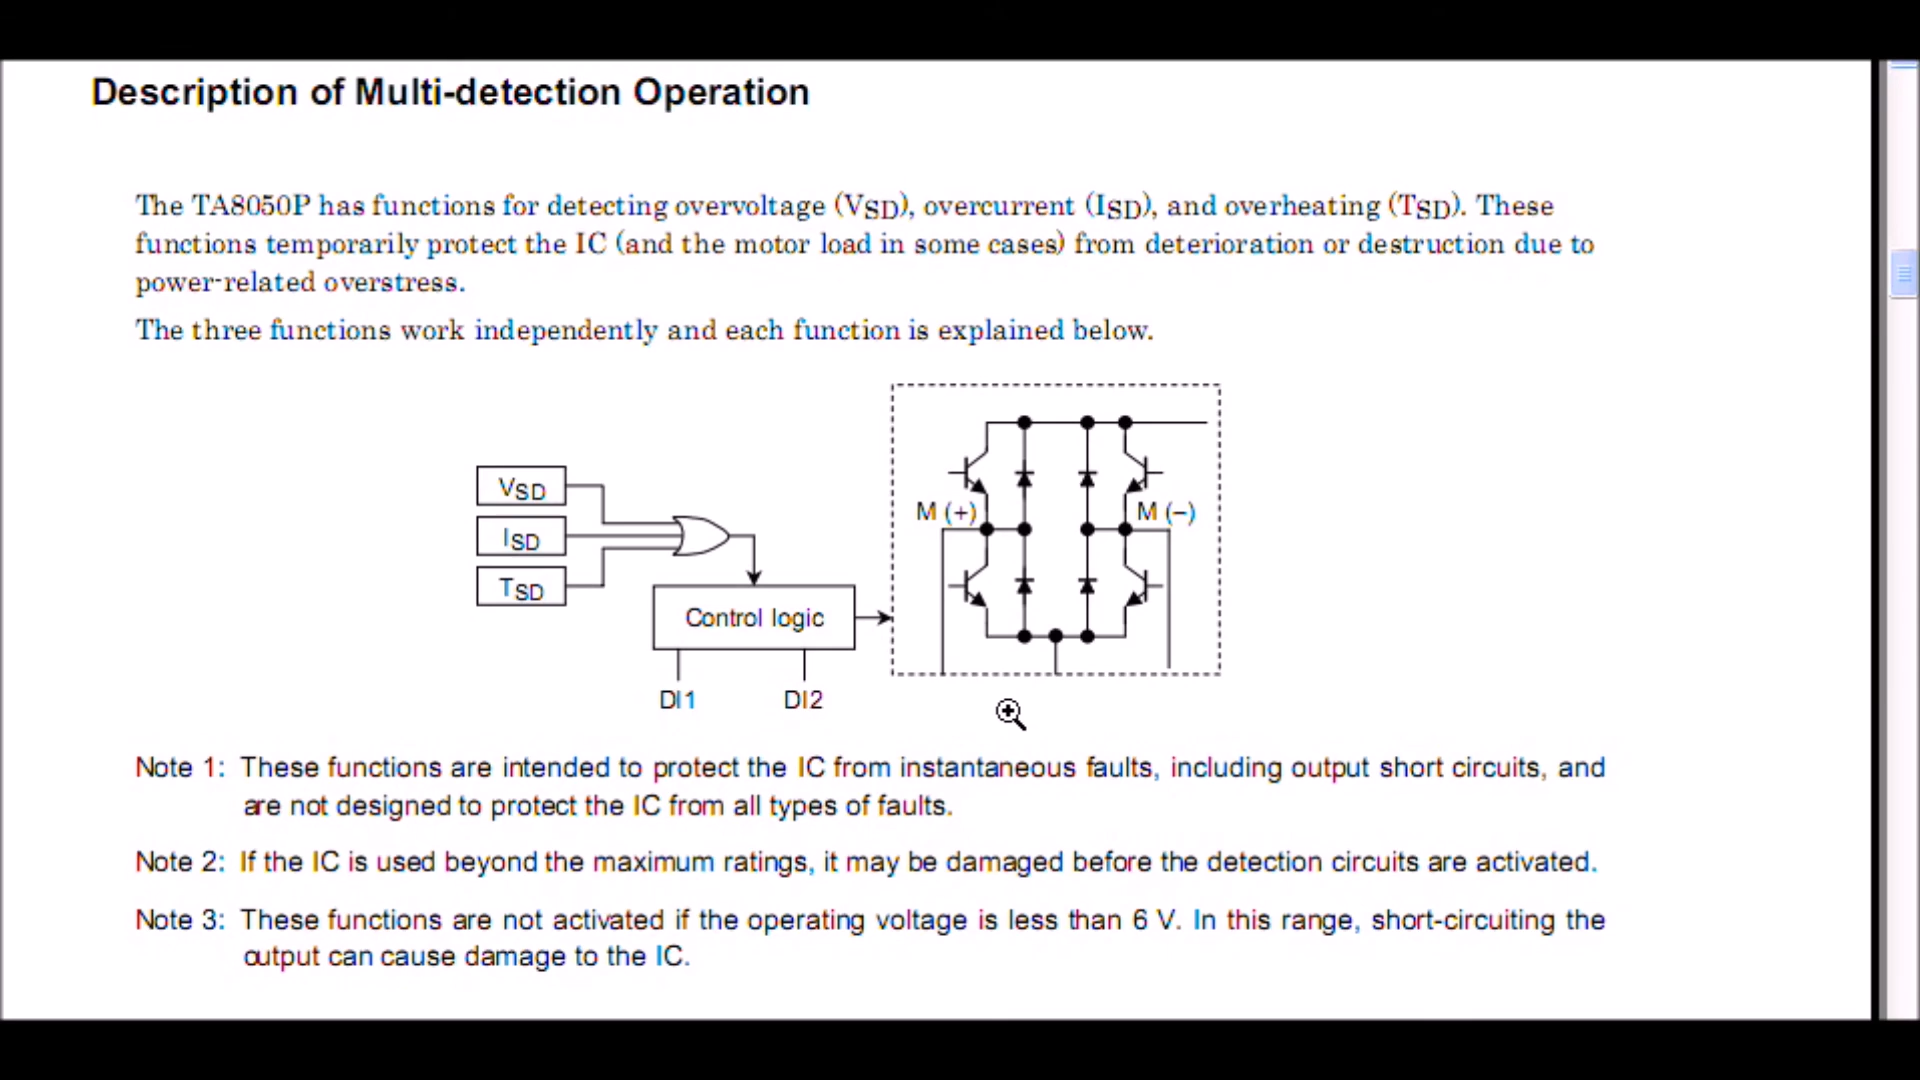 Description of Multi-detection Operation
The TA8050P has functions for detecting overvoltage (VSD), overcurrent (ISD), and overheating (TSD). These
functions temporarily protect the IC (and the motor load in some cases) from deterioration or destruction due to
power-related overstress.
The three functions work independently and each function is explained below.
VSD
ISD
TSD
Control logic
DI1 DI2
M (+) M (−)
Note 1: These functions are intended to protect the IC from instantaneous faults, including output short circuits, and
are not designed to protect the IC from all types of faults.
Note 2: If the IC is used beyond the maximum ratings, it may be damaged before the detection circuits are activated.
Note 3: These functions are not activated if the operating voltage is less than 6 V. In this range, short-circuiting the
output can cause damage to the IC.